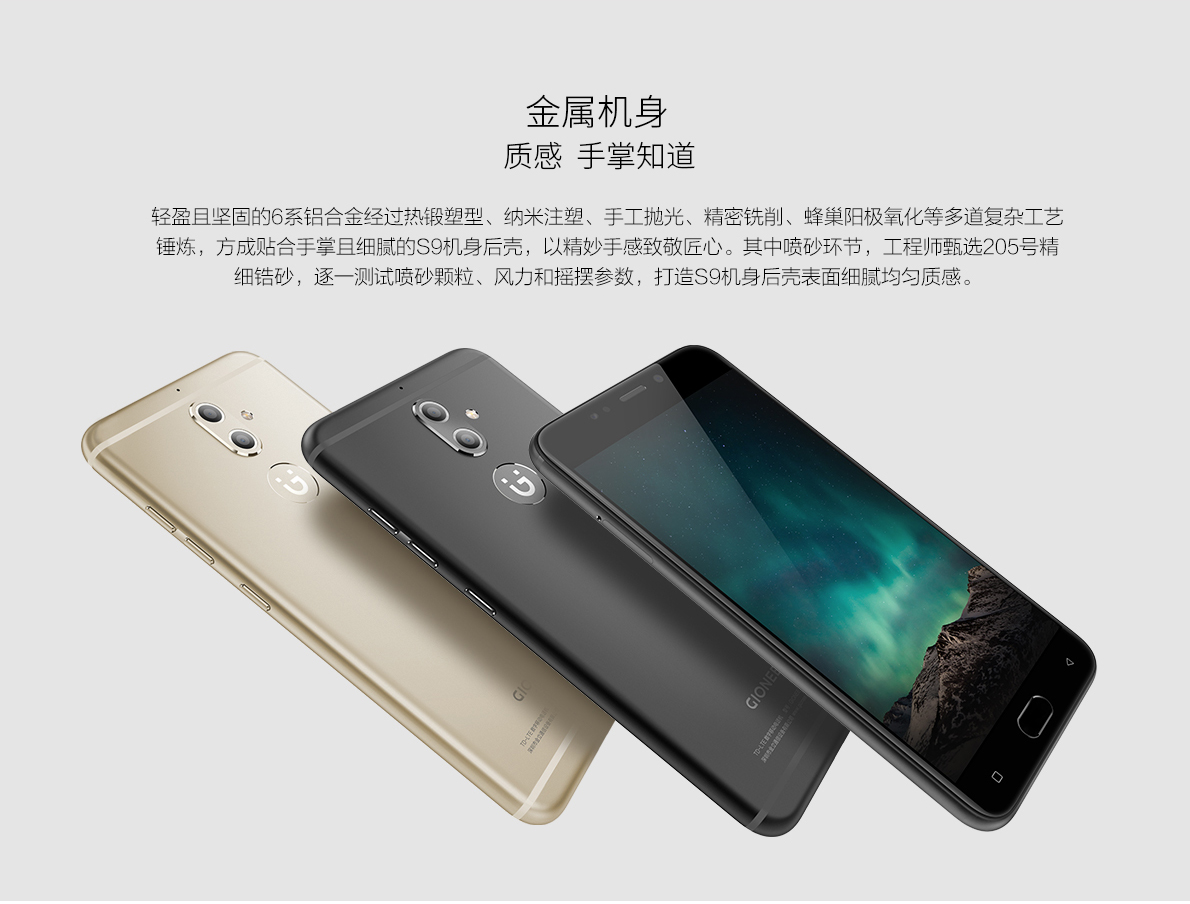 金属机身
质感 手掌知道
轻盈且坚固的6系铝合金经过热锻塑型、纳米注塑、手工抛光、精密铣削、蜂巢阳极氧化等多道复杂工艺
锤炼，方成贴合手掌且细腻的S9机身后壳，以精妙手感致敬匠心。其中喷砂环节，工程师甄选205号精
细锆砂，逐一测试喷砂颗粒、风力和摇摆参数，打造S9机身后壳表面细腻均匀质感。
GIONEE